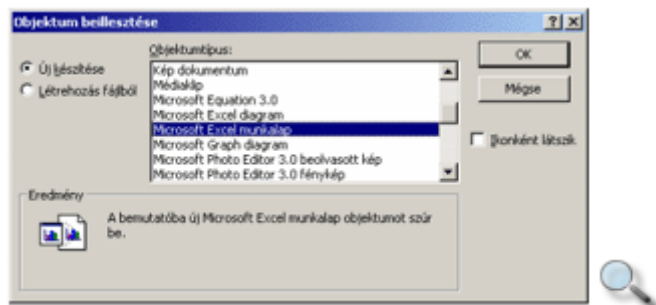 Objektum beillesztése
Objektumtípus:
Új készítése
Létrehozás fájlból
Kép dokumentum
Médiaklip
Microsoft Equation 3.0
Microsoft Excel diagram
Microsoft Excel munkalap
Microsoft Graph diagram
Microsoft Photo Editor 3.0 beolvasott kép
Microsoft Photo Editor 3.0 fénykép
OK
Mégse
Ikonként látszik
Eredmény
A bemutatóba új Microsoft Excel munkalap objektumot szúr
be.